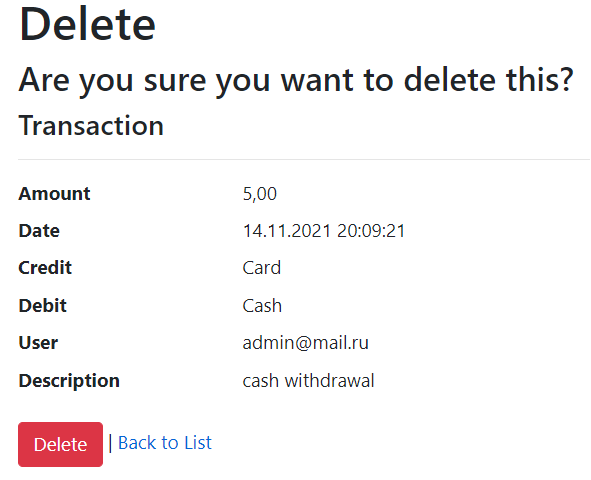 Delete
Are you sure you want to delete this?
Transaction
Amount 5,00
Date 14.11.2021 20:09:21
Credit Card
Debit Cash
User admin@mail.ru
Description cash withdrawal
Delete | Back to List